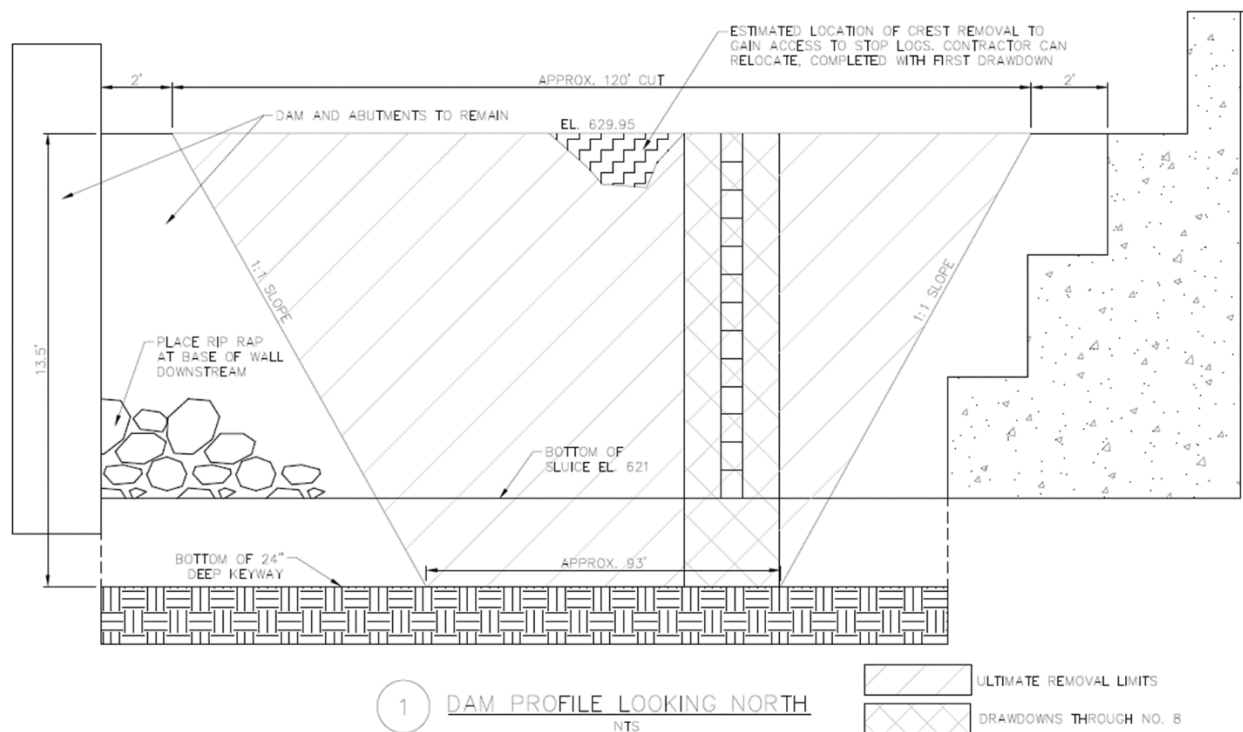 ESTIMATED LOCATION OF CREST REMOVAL TO
GAIN ACCESS TO STOP LOGS. CONTRACTOR CAN
RELOCATE, COMPLETED WITH FIRST DRAWDOWN
2'
APPROX. 120' CUT
2'
DAM AND ABUTMENTS TO REMAIN
EL. 629.95
1:1 SLOPE
1:1 SLOPE
13.5'
PLACE RIP RAP
AT BASE OF WALL
DOWNSTREAM
BOTTOM OF
SLUICE EL. 621
BOTTOM OF 24"
DEEP KEYWAY
APPROX. 93'
1
DAM PROFILE LOOKING NORTH
NTS
ULTIMATE REMOVAL LIMITS
DRAWDOWNS THROUGH NO. 8